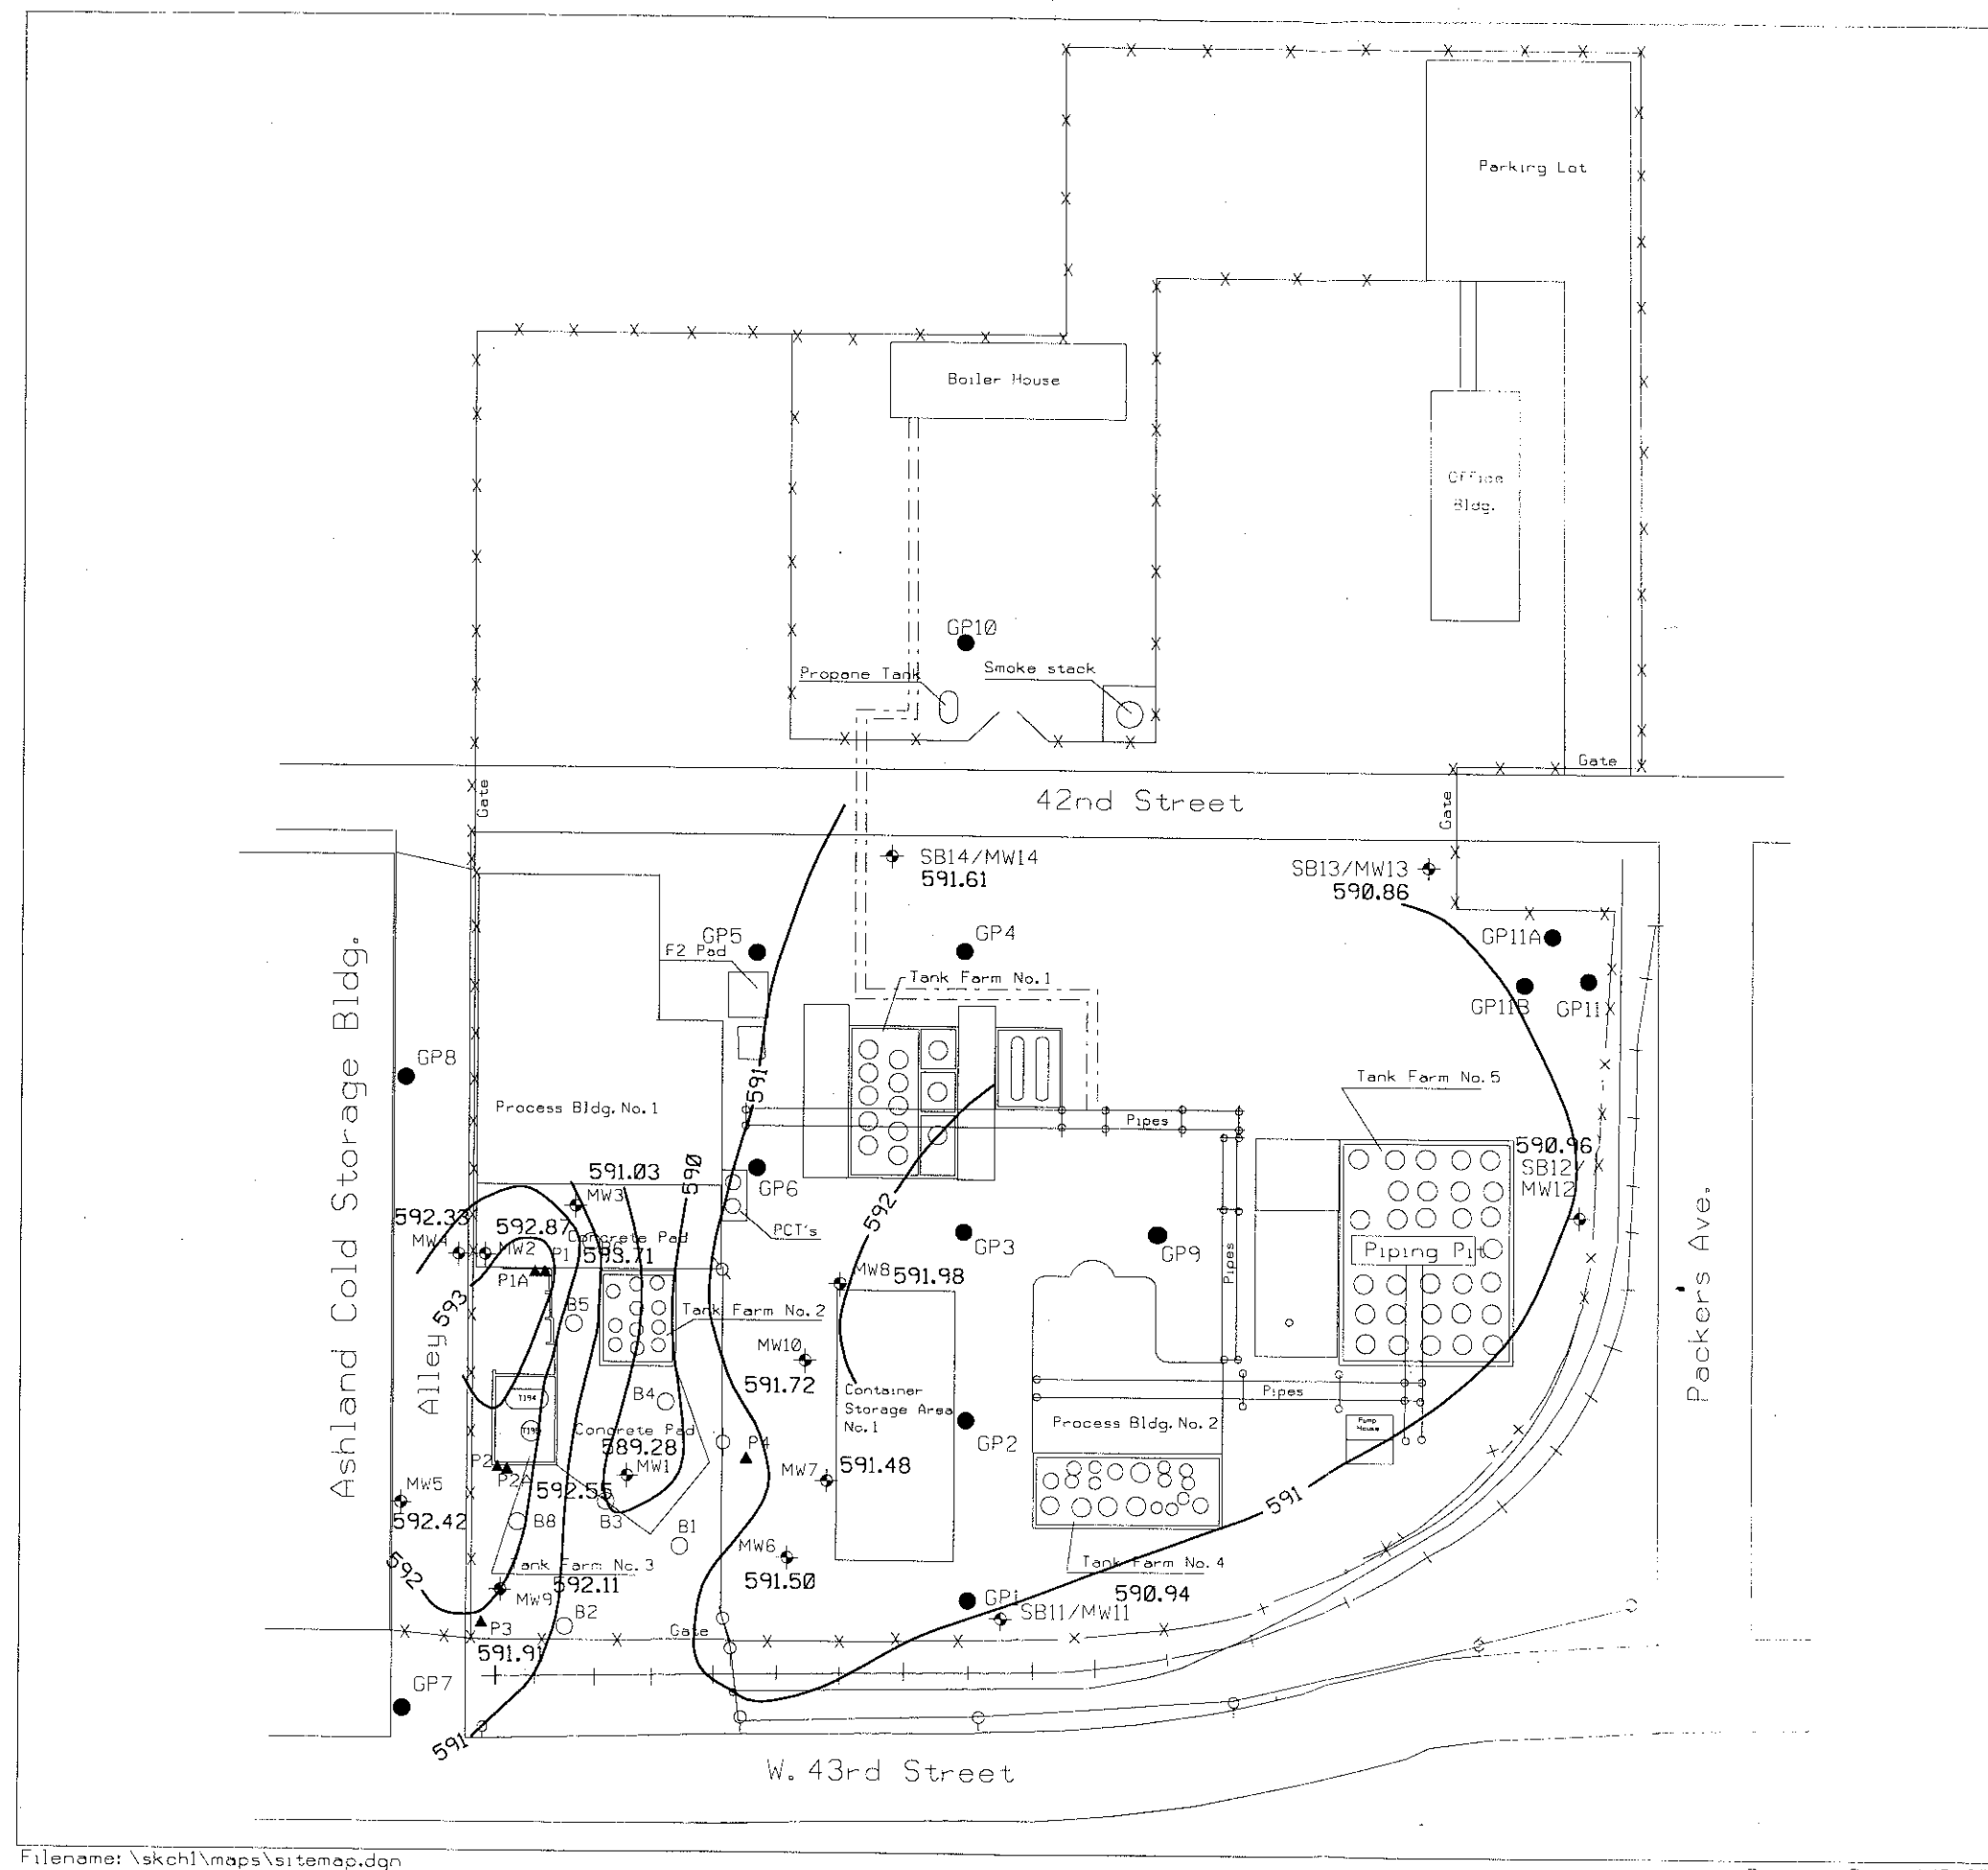 Parking Lot
Boiler House
Office
Bldg.
GP10
Propane Tank
Smoke stack
Gate
Gate
Gate
42nd Street
SB14/MW14
591.61
SB13/MW13
590.86
GP5
F2 Pad
GP4
Tank Farm No.1
GP11A
GP11B
GP11
GP8
Ashland Cold Storage Bldg.
Process Bldg. No.1
591
Pipes
Tank Farm No.5
590.96
SB12/
MW12
591.03
590
GP6
MW3
592.33
592.87
592
PCT's
GP3
GP9
Piping Pit
Packers Ave.
MW4
MW2
P1
Concrete Pad
593.71
P1A
MW8
591.98
Pipes
593
B5
Tank Farm No.2
Alley
MW10
591.72
Container
Storage Area
No.1
Pipes
T194
B4
Process Bldg. No.2
Pump
House
Concrete Pad
589.28
P4
GP2
P2
P2A
MW1
MW7
591.48
MW5
592.42
592.55
B8
B3
B1
591
MW6
591.50
592
Tank Farm No.3
592.11
Tank Farm No.4
590.94
MW9
B2
GP1
SB11/MW11
P3
Gate
591.91
GP7
591
W. 43rd Street
Filename: \skch1\maps\sitemap.dgn